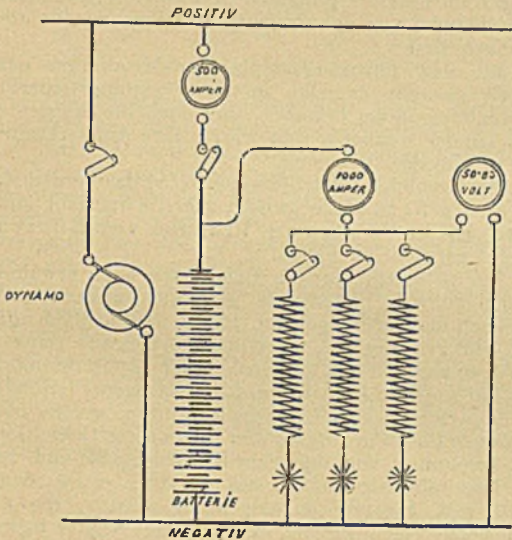 POSITIV
500
AMPER
1000
AMPER
50-80
VOLT
DYNAMO
BATTERIE
NEGATIV